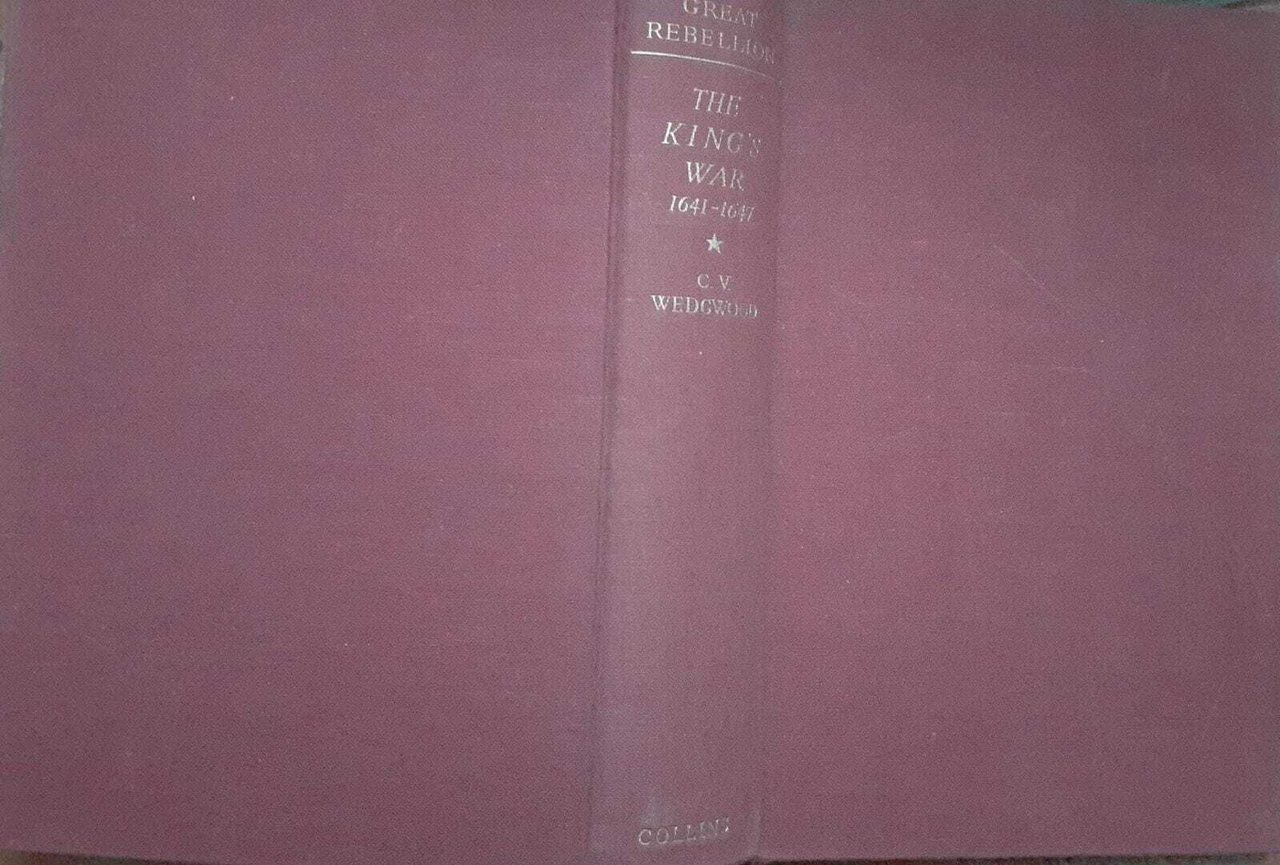 GREAT
REBELLION
THE
KING'S
WAR
1641-1647
C. V.
WEDGWOOD
COLLINS